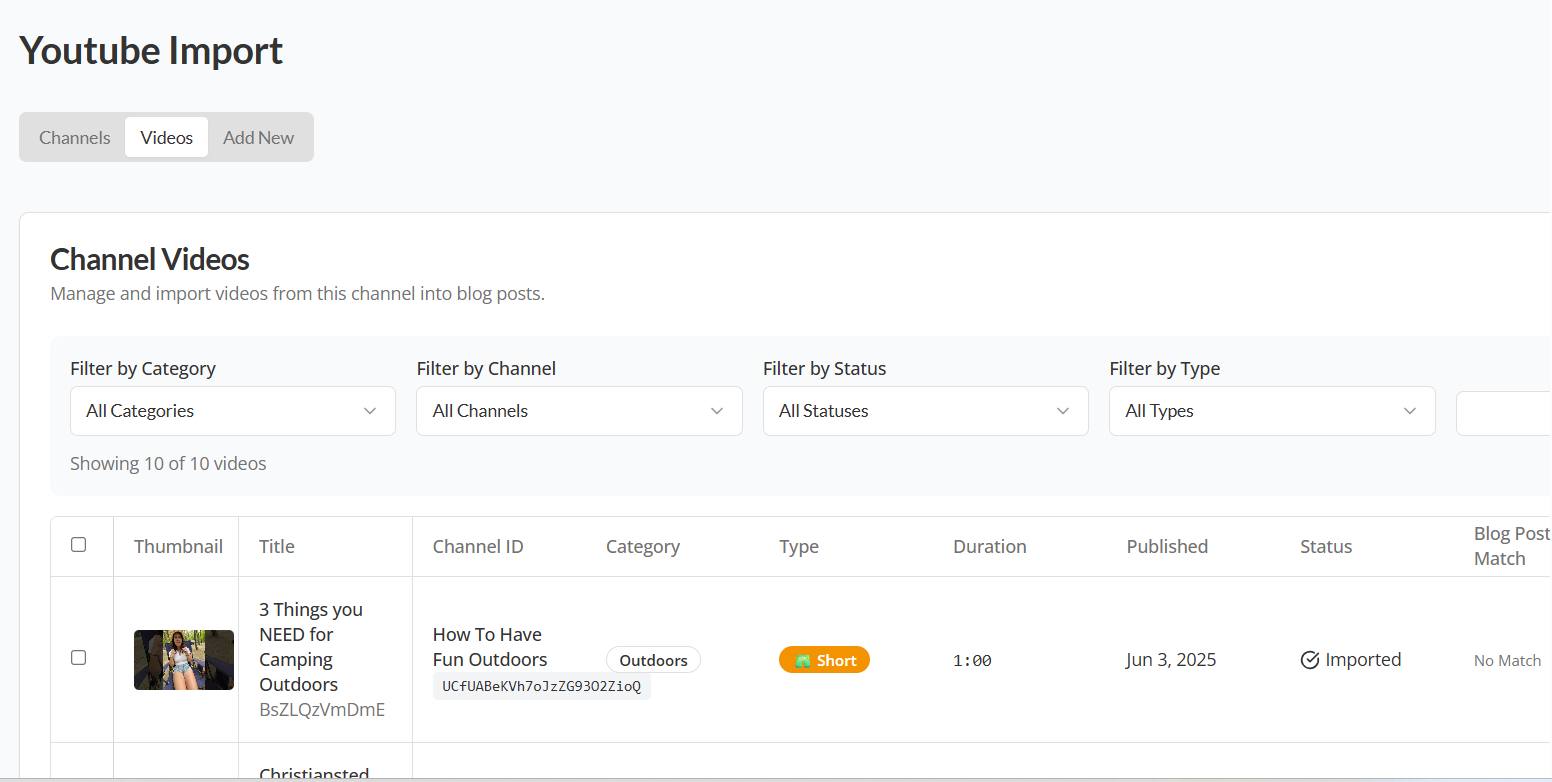 Youtube Import
Channels
Videos
Add New
Channel Videos
Manage and import videos from this channel into blog posts.
Filter by Category
Filter by Channel
Filter by Status
Filter by Type
All Categories
All Channels
All Statuses
All Types
Showing 10 of 10 videos
Thumbnail
Title
Channel ID
Category
Type
Duration
Published
Status
Blog Post
Match
3 Things you
NEED for
Camping
Outdoors
BsZLQzVmDmE
How To Have
Fun Outdoors
UCfUABeKVh7oJzZG93O2ZioQ
Outdoors
Short
1:00
Jun 3, 2025
Imported
No Match
Christiansted